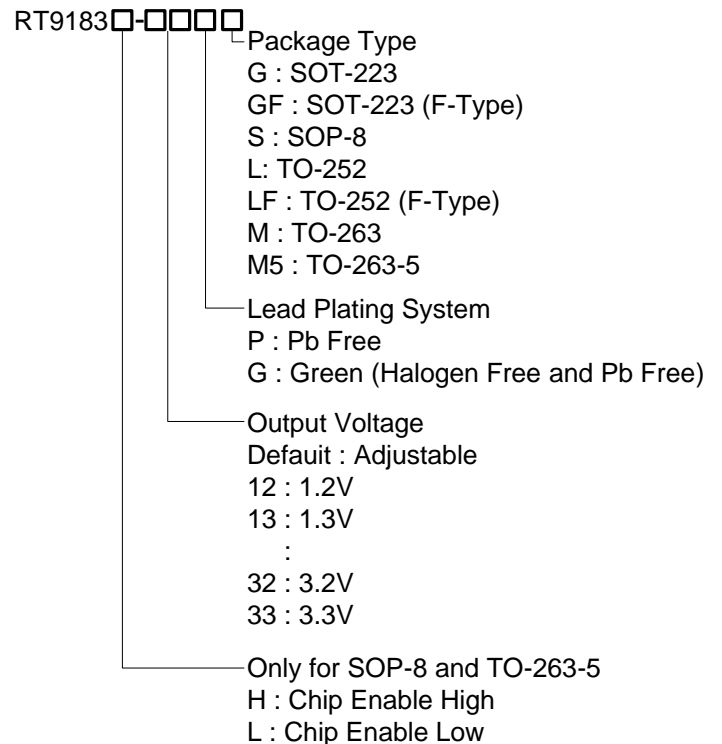 RT9183□-□□□□
Package Type
G : SOT-223
GF : SOT-223 (F-Type)
S : SOP-8
L: TO-252
LF : TO-252 (F-Type)
M : TO-263
M5 : TO-263-5
Lead Plating System
P : Pb Free
G : Green (Halogen Free and Pb Free)
Output Voltage
Defauit : Adjustable
12 : 1.2V
13 : 1.3V
:
32 : 3.2V
33 : 3.3V
Only for SOP-8 and TO-263-5
H : Chip Enable High
L : Chip Enable Low